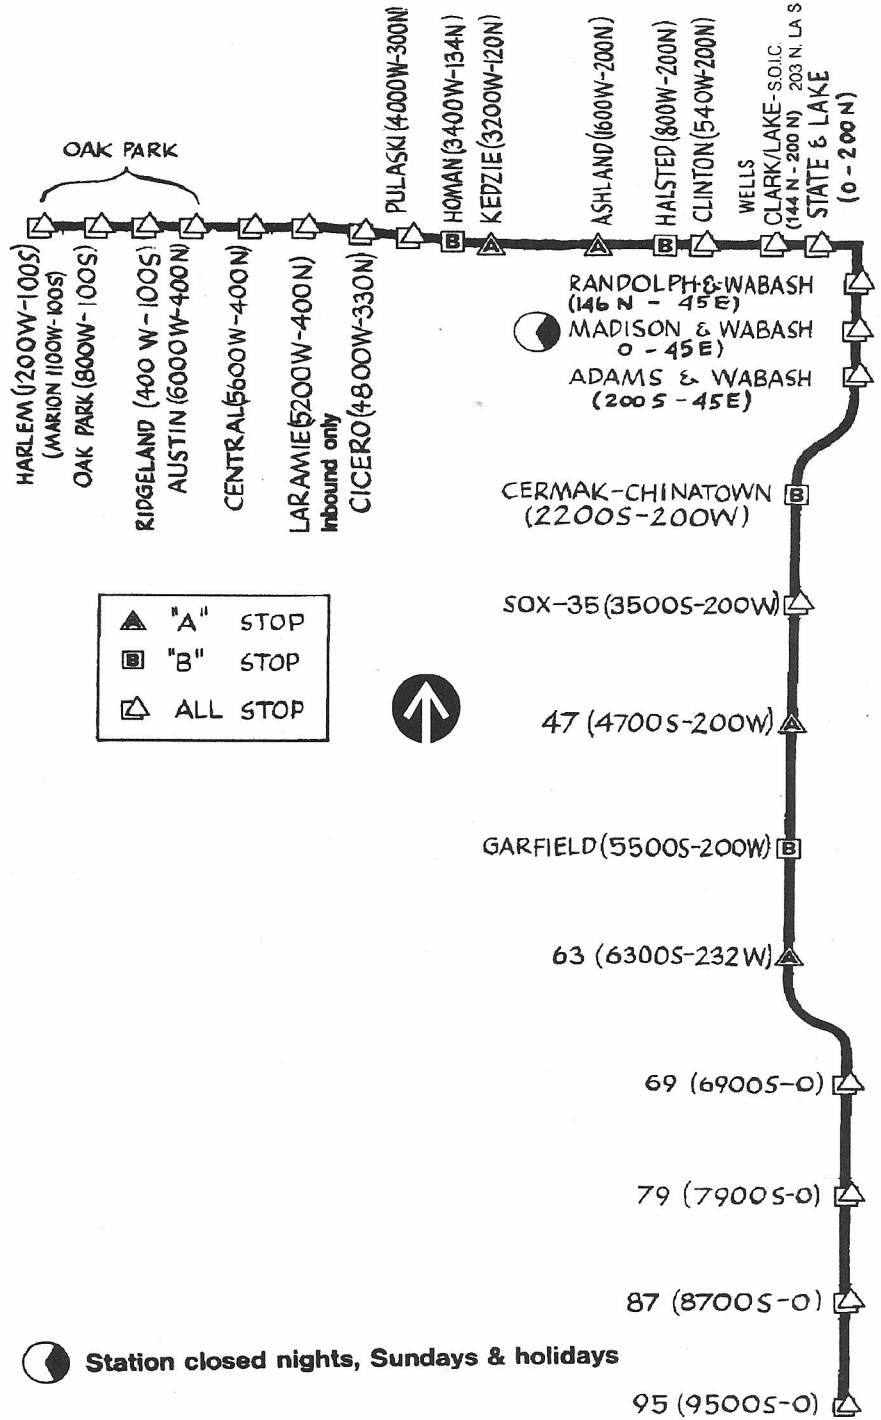 OAK PARK
HARLEM (1200W-100S)
(MARION 1100W-100S)
OAK PARK (800W-100S)
RIDGELAND (400 W-100S)
AUSTIN (6000W-400N)
CENTRAL (5600W-400N)
LARAMIE (5200W-400N)
Inbound only
CICERO (4800W-330N)
PULASKI (4000W-300N)
HOMAN (3400W-134N)
B
KEDZIE (3200W-120N)
A
ASHLAND (1600W-200N)
A
HALSTED (800W-200N)
B
CLINTON (540W-200N)
WELLS
CLARK/LAKE-S.O.I.C.
(144 N - 200 N) 203 N. LA S
STATE & LAKE
(0 - 200 N)
RANDOLPH & WABASH
(146 N - 45E)
MADISON & WABASH
0 - 45E)
ADAMS & WABASH
(200 S - 45E)
CERMAK-CHINATOWN B
(2200S-200W)
SOX-35 (3500S-200W)
47 (4700S-200W) A
GARFIELD (5500S-200W) B
63 (6300S-232W) A
69 (6900S-0)
79 (7900S-0)
87 (8700S-0)
95 (9500S-0)
A "A" STOP
B "B" STOP
ALL STOP
Station closed nights, Sundays & holidays